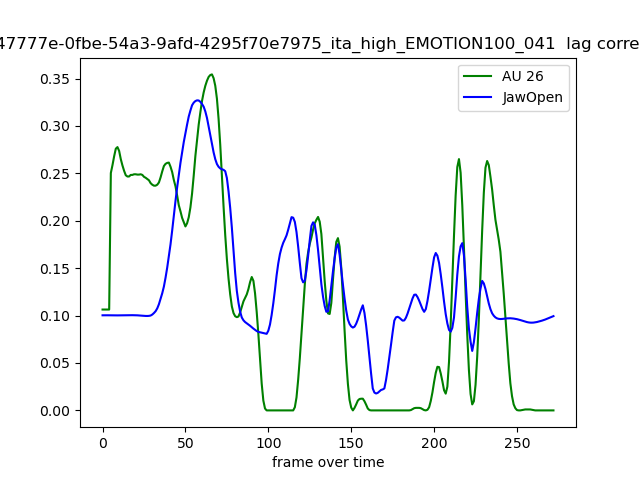 47777e-0fbe-54a3-9afd-4295f70e7975_ita_high_EMOTION100_041 lag corre
AU 26
JawOpen
0.35
0.30
0.25
0.20
0.15
0.10
0.05
0.00
0 50 100 150 200 250
frame over time